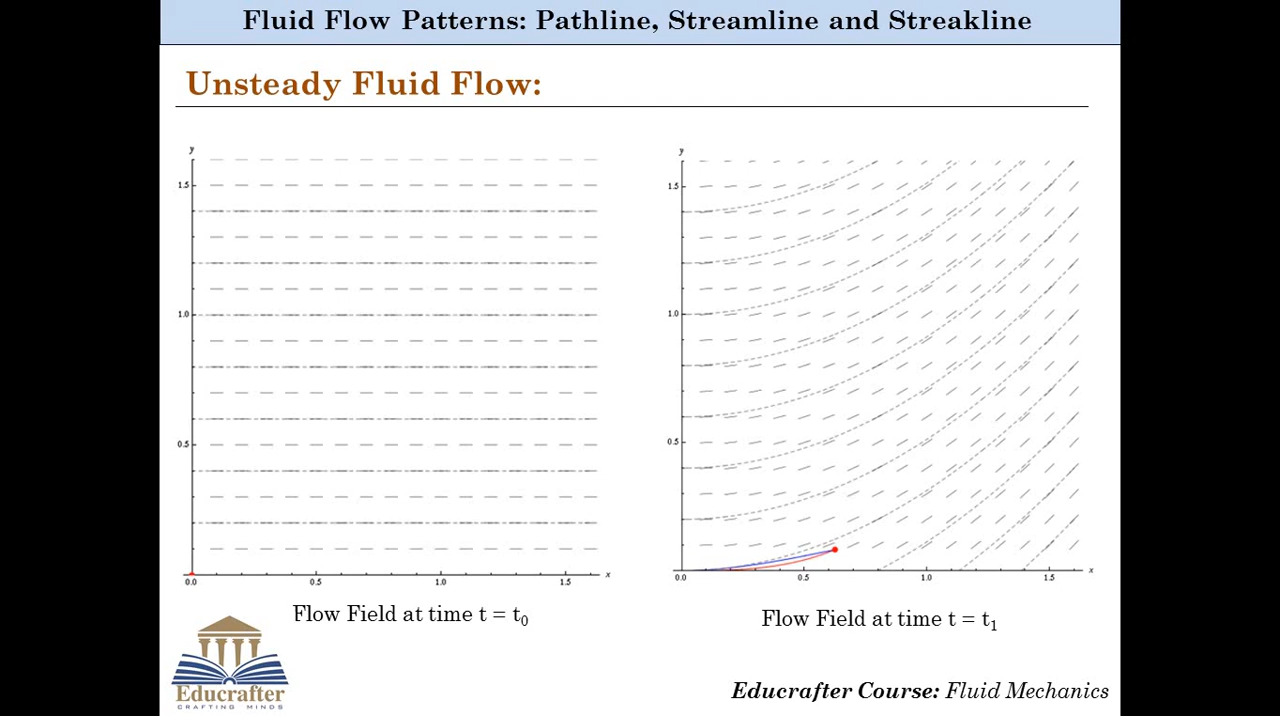 Fluid Flow Patterns: Pathline, Streamline and Streakline
Unsteady Fluid Flow:
y
1.5
1.0
0.5
0.0
0.5
1.0
1.5
x
Flow Field at time t = t₀
y
1.5
1.0
0.5
0.0
0.5
1.0
1.5
x
Flow Field at time t = t₁
Educrafter
CRAFTING MINDS
Educrafter Course: Fluid Mechanics